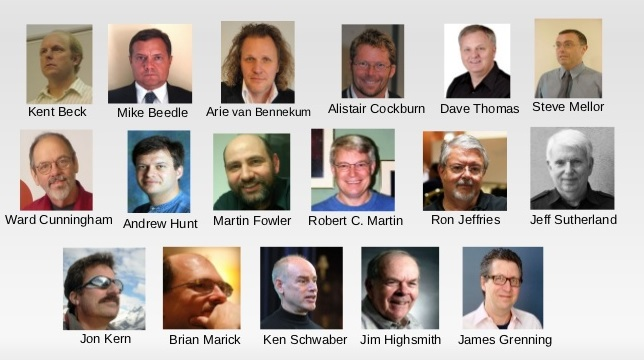 Kent Beck
Mike Beedle
Arie van Bennekum
Alistair Cockburn
Dave Thomas
Steve Mellor
Ward Cunningham
Andrew Hunt
Martin Fowler
Robert C. Martin
Ron Jeffries
Jeff Sutherland
Jon Kern
Brian Marick
Ken Schwaber
Jim Highsmith
James Grenning